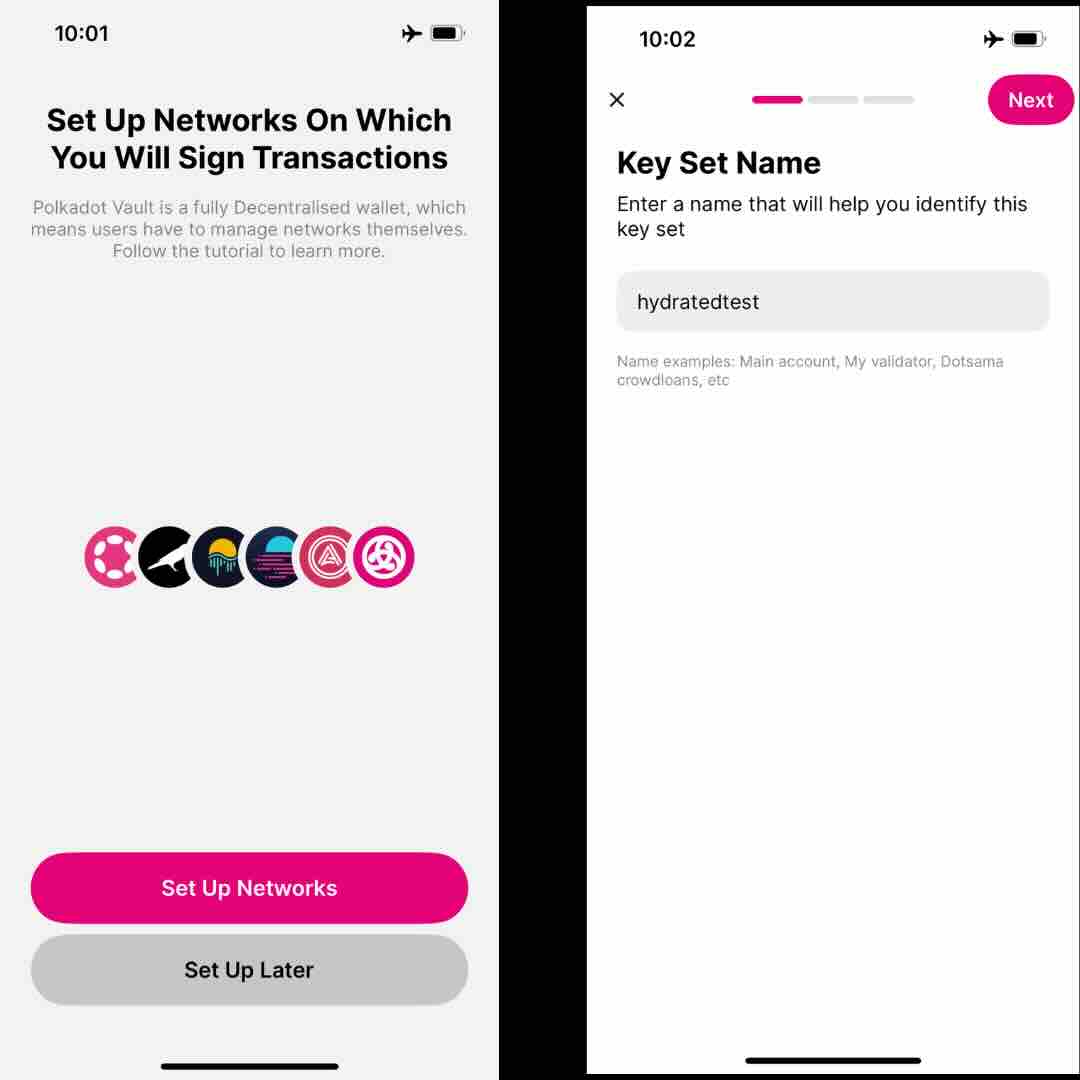 10:01
Set Up Networks On Which
You Will Sign Transactions
Polkadot Vault is a fully Decentralised wallet, which
means users have to manage networks themselves.
Follow the tutorial to learn more.
Set Up Networks
Set Up Later
10:02
Next
Key Set Name
Enter a name that will help you identify this
key set
hydratedtest
Name examples: Main account, My validator, Dotsama
crowdloans, etc